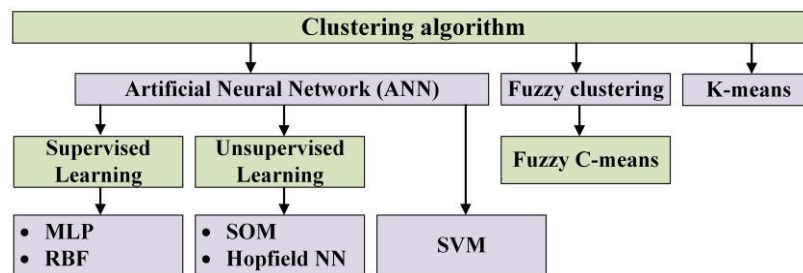 Clustering algorithm
Artificial Neural Network (ANN)
Fuzzy clustering
K-means
Supervised
Learning
Unsupervised
Learning
Fuzzy C-means
• MLP
• RBF
• SOM
• Hopfield NN
SVM